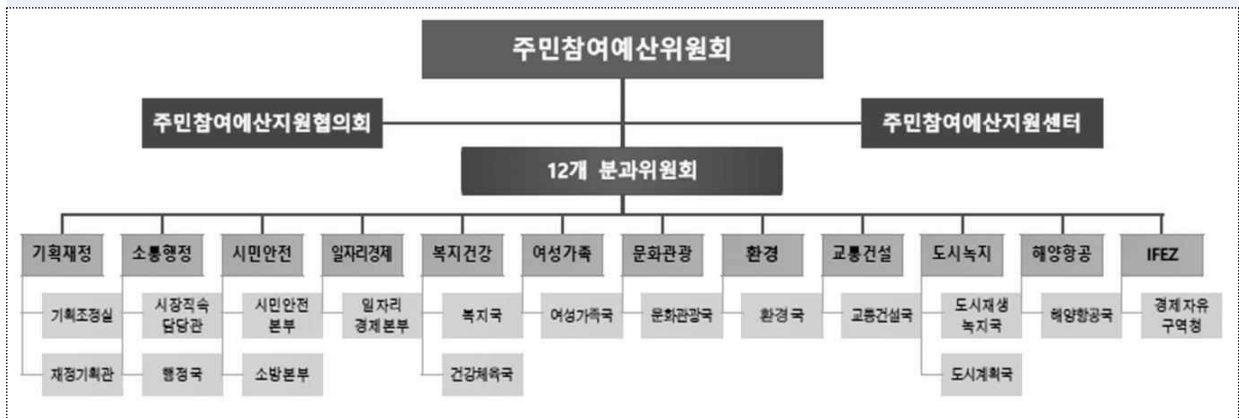 주민참여예산위원회
주민참여예산지원협의회 주민참여예산지원센터
12개 분과위원회
기획재정 소통행정 시민안전 일자리경제 복지건강 여성가족 문화관광 환경 교통건설 도시녹지 해양항공 IFEZ
기획조정실 시장직속 시민안전 일자리 복지국 여성가족국 문화관광국 환경국 교통건설국 도시재생 해양항공국 경제자유
담당관 본부 경제본부 녹지국 구역청
재정기획관 행정국 소방본부 건강체육국 도시계획국